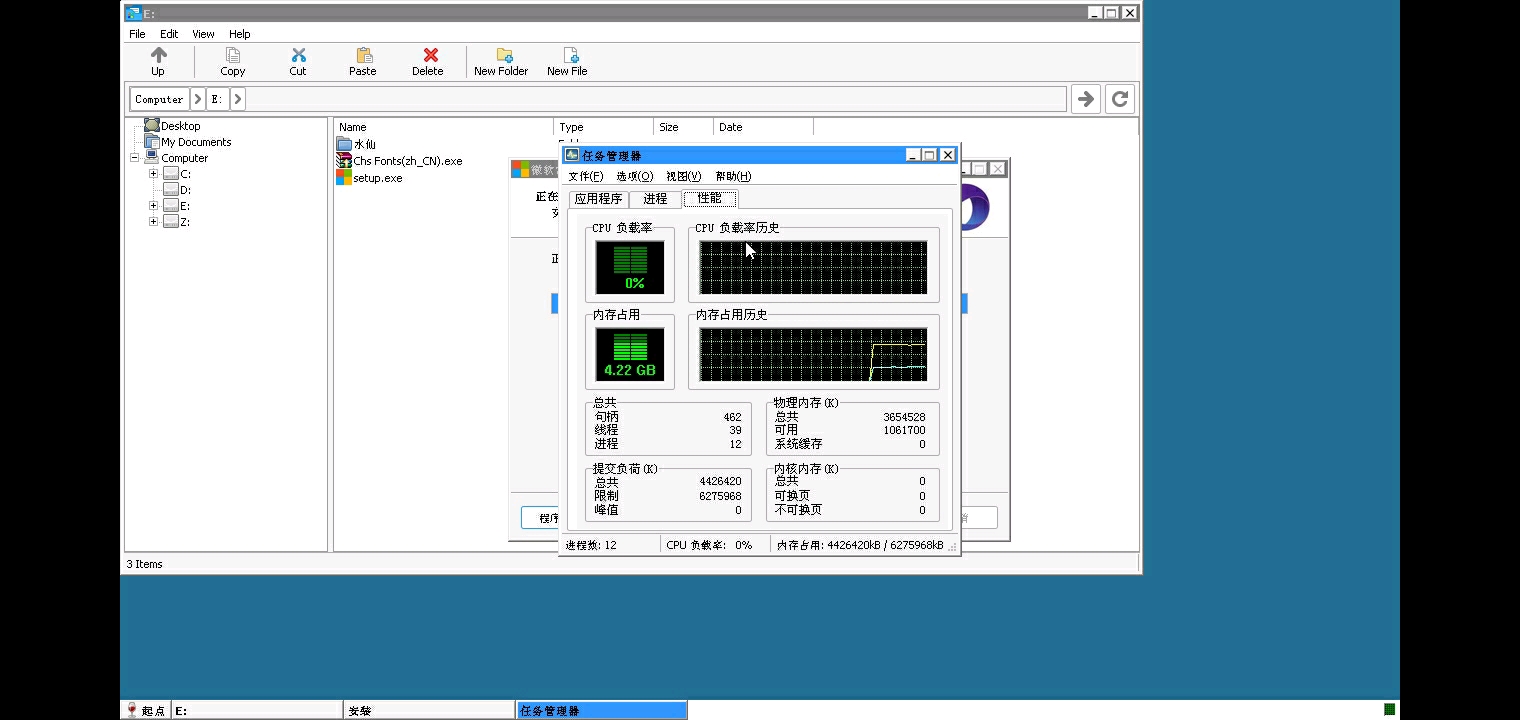 E:
File Edit View Help
Up Copy Cut Paste Delete New Folder New File
Computer E:
Desktop
My Documents
Computer
C:
D:
E:
Z:
Name Type Size Date
水仙
Chs Fonts(zh_CN).exe
setup.exe
正在
正
程序
任务管理器
文件(F) 选项(O) 视图(V) 帮助(H)
应用程序 进程 性能
CPU 负载率 CPU 负载率历史
0%
内存占用 内存占用历史
4.22 GB
总共
句柄 462
线程 39
进程 12
物理内存(K)
总共 3654528
可用 1061700
系统缓存 0
提交负荷(K)
总共 4426420
限制 6275968
峰值 0
内核内存(K)
总共 0
可换页 0
不可换页 0
进程数: 12 CPU 负载率: 0% 内存占用: 4426420kB / 6275968kB
3 Items
起点 E: 安装 任务管理器